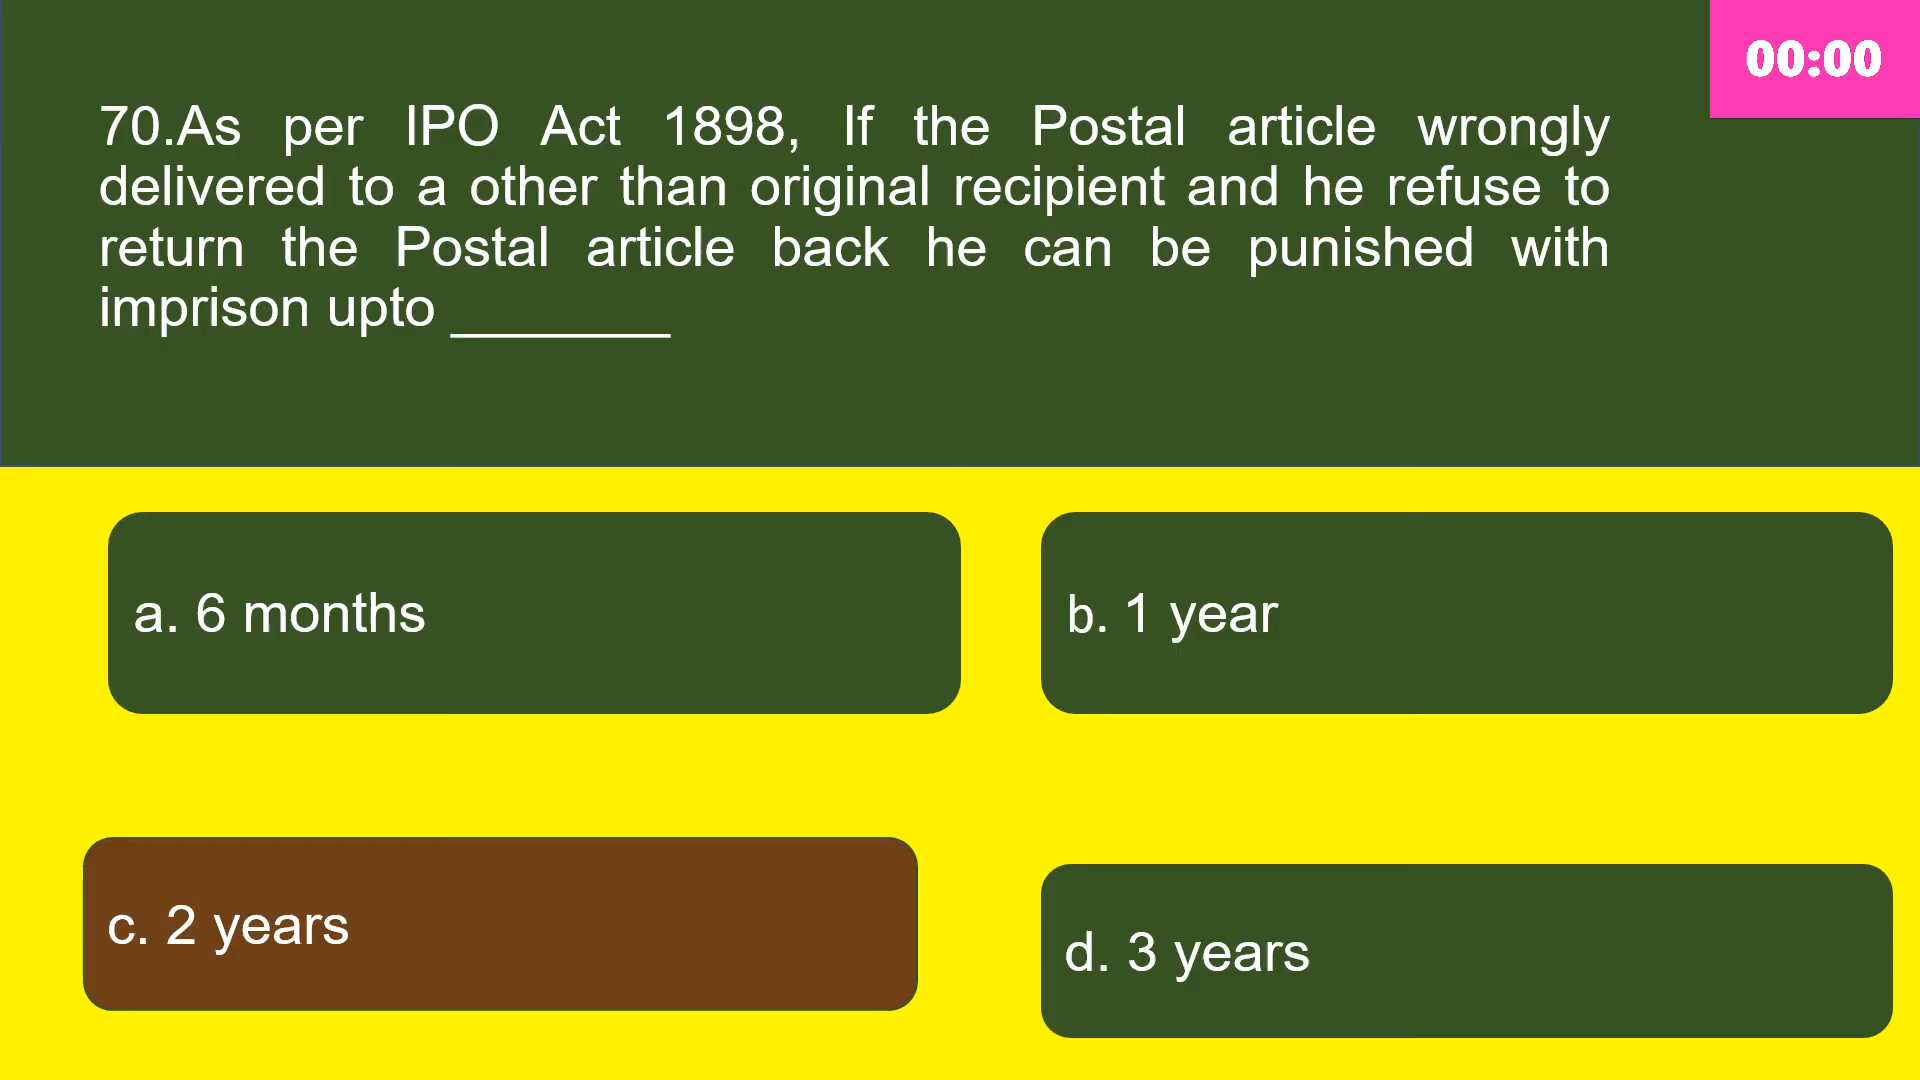 00:00
70.As per IPO Act 1898, If the Postal article wrongly
delivered to a other than original recipient and he refuse to
return the Postal article back he can be punished with
imprison upto ________
a. 6 months
b. 1 year
c. 2 years
d. 3 years